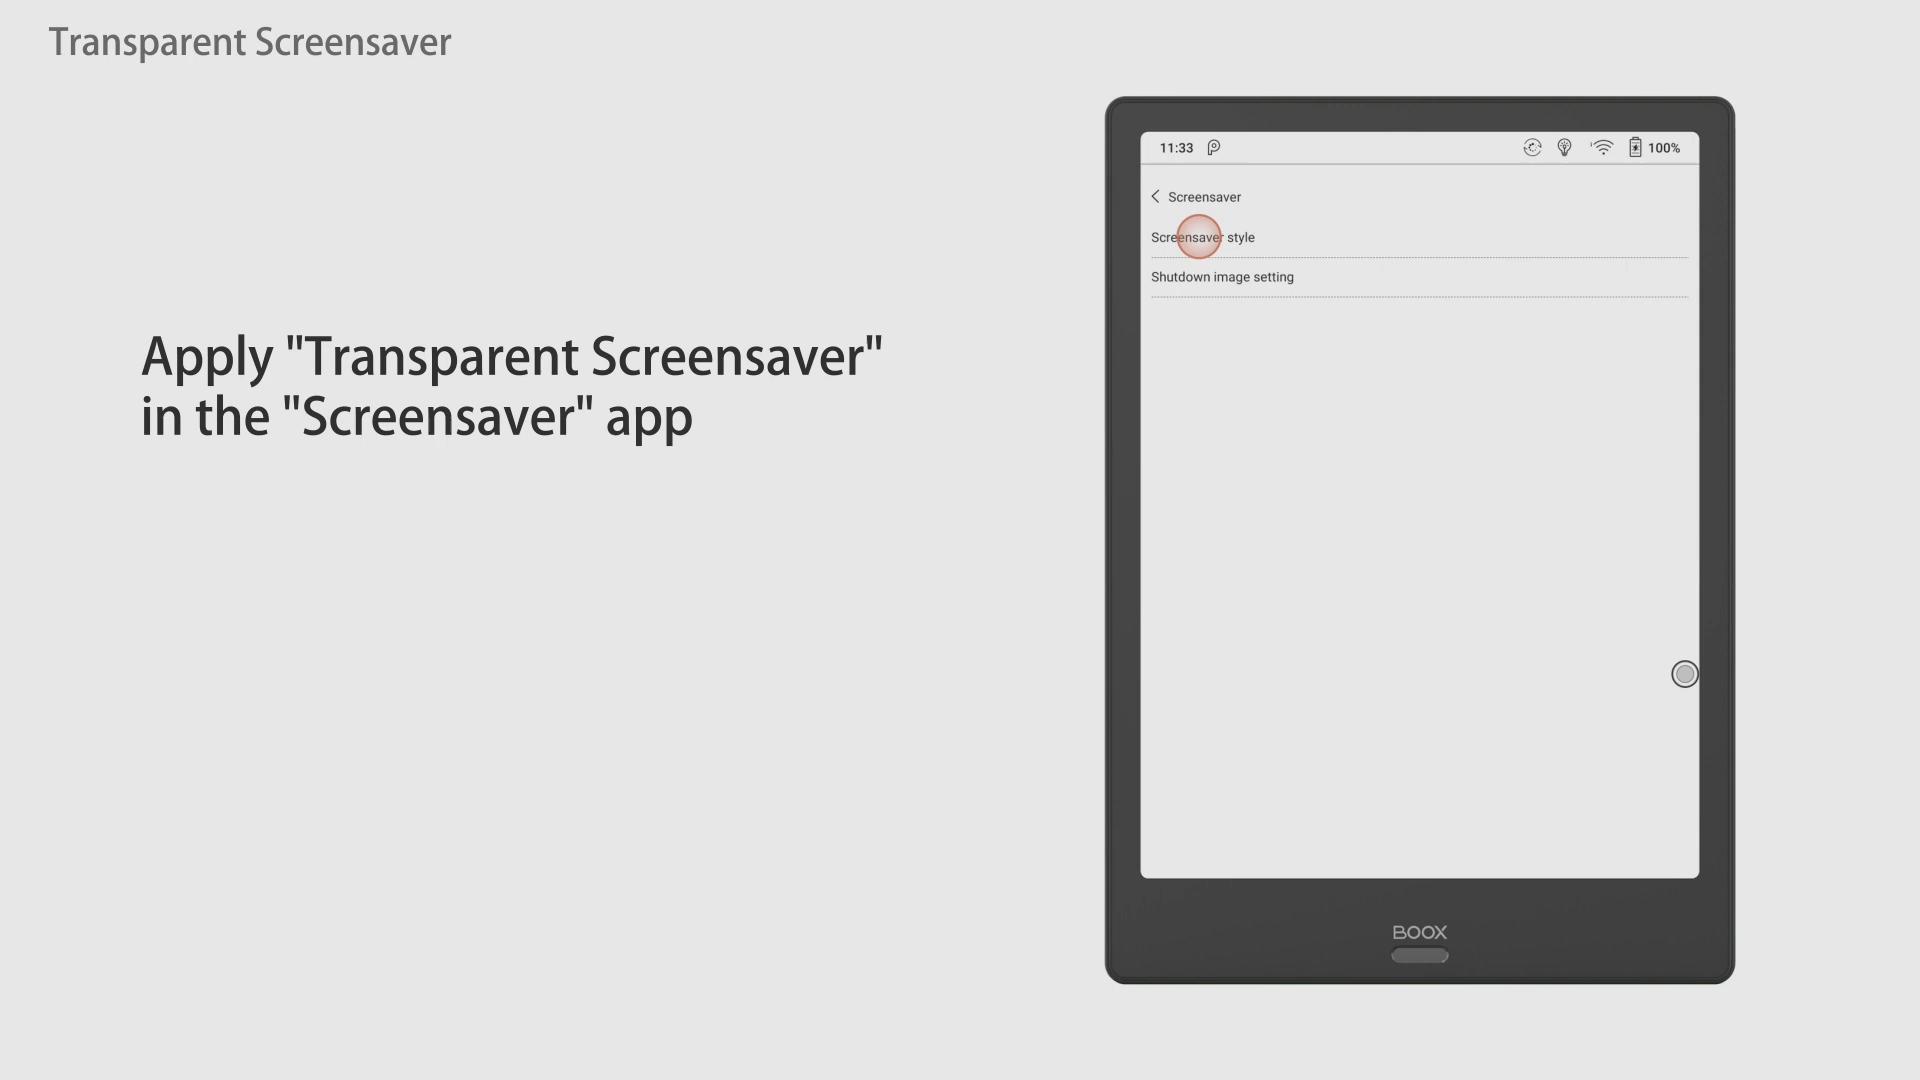 Transparent Screensaver
Apply "Transparent Screensaver"
in the "Screensaver" app
11:33
100%
Screensaver
Screensaver style
Shutdown image setting
BOOX